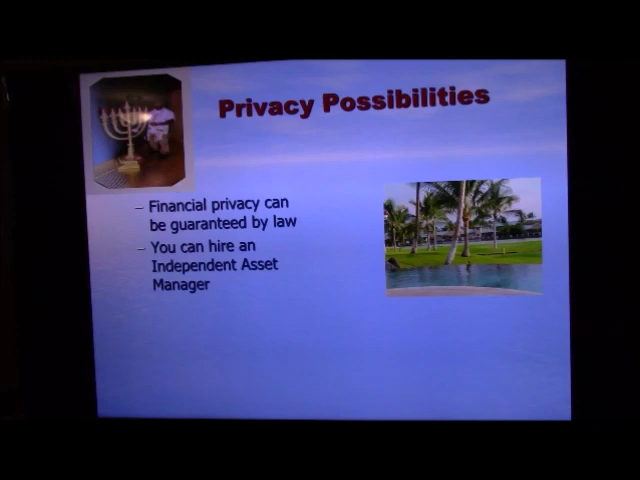 Privacy Possibilities
– Financial privacy can
be guaranteed by law
– You can hire an
Independent Asset
Manager